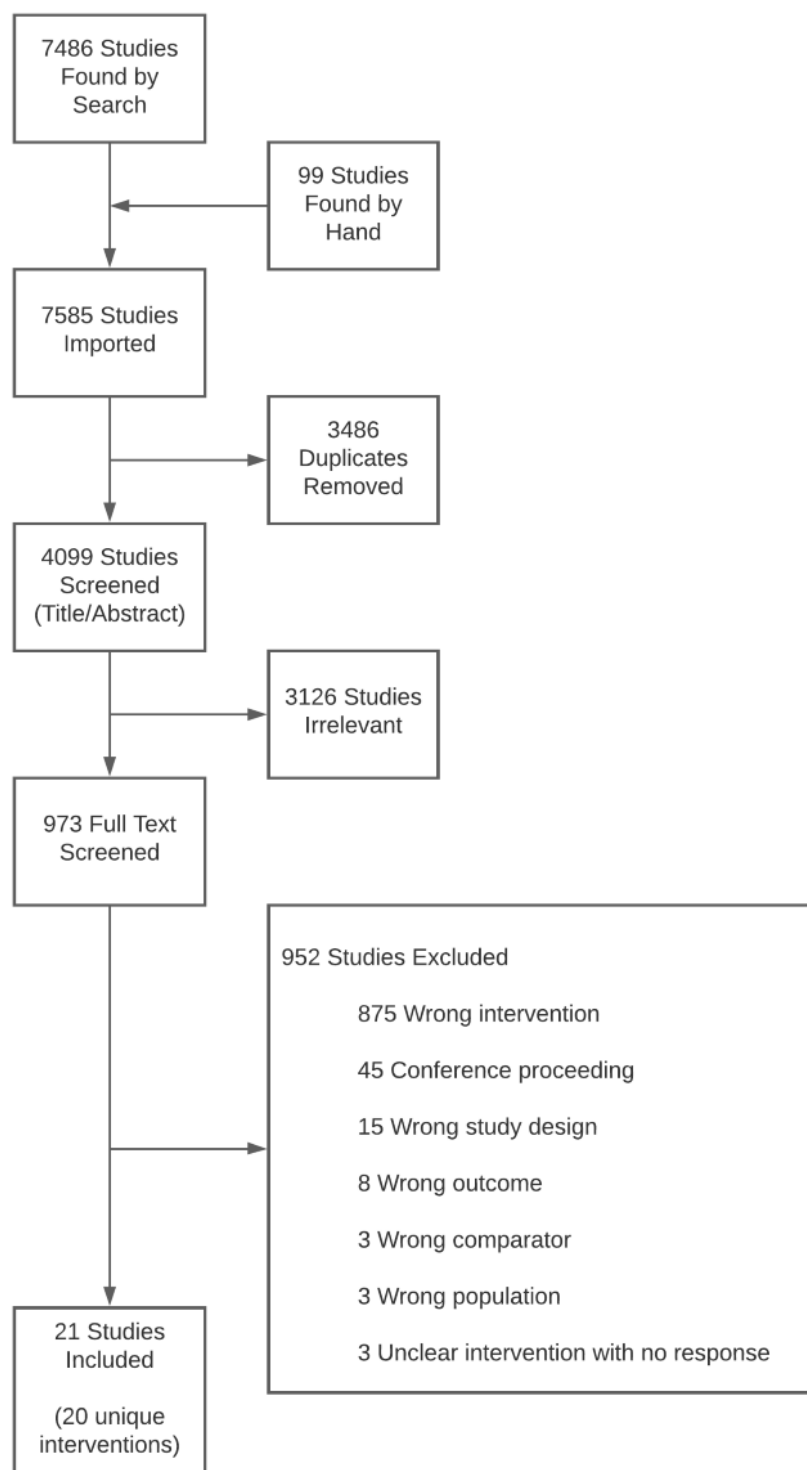 7486 Studies
Found by
Search
99 Studies
Found by
Hand
7585 Studies
Imported
3486
Duplicates
Removed
4099 Studies
Screened
(Title/Abstract)
3126 Studies
Irrelevant
973 Full Text
Screened
952 Studies Excluded
875 Wrong intervention
45 Conference proceeding
15 Wrong study design
8 Wrong outcome
3 Wrong comparator
3 Wrong population
3 Unclear intervention with no response
21 Studies
Included
(20 unique
interventions)